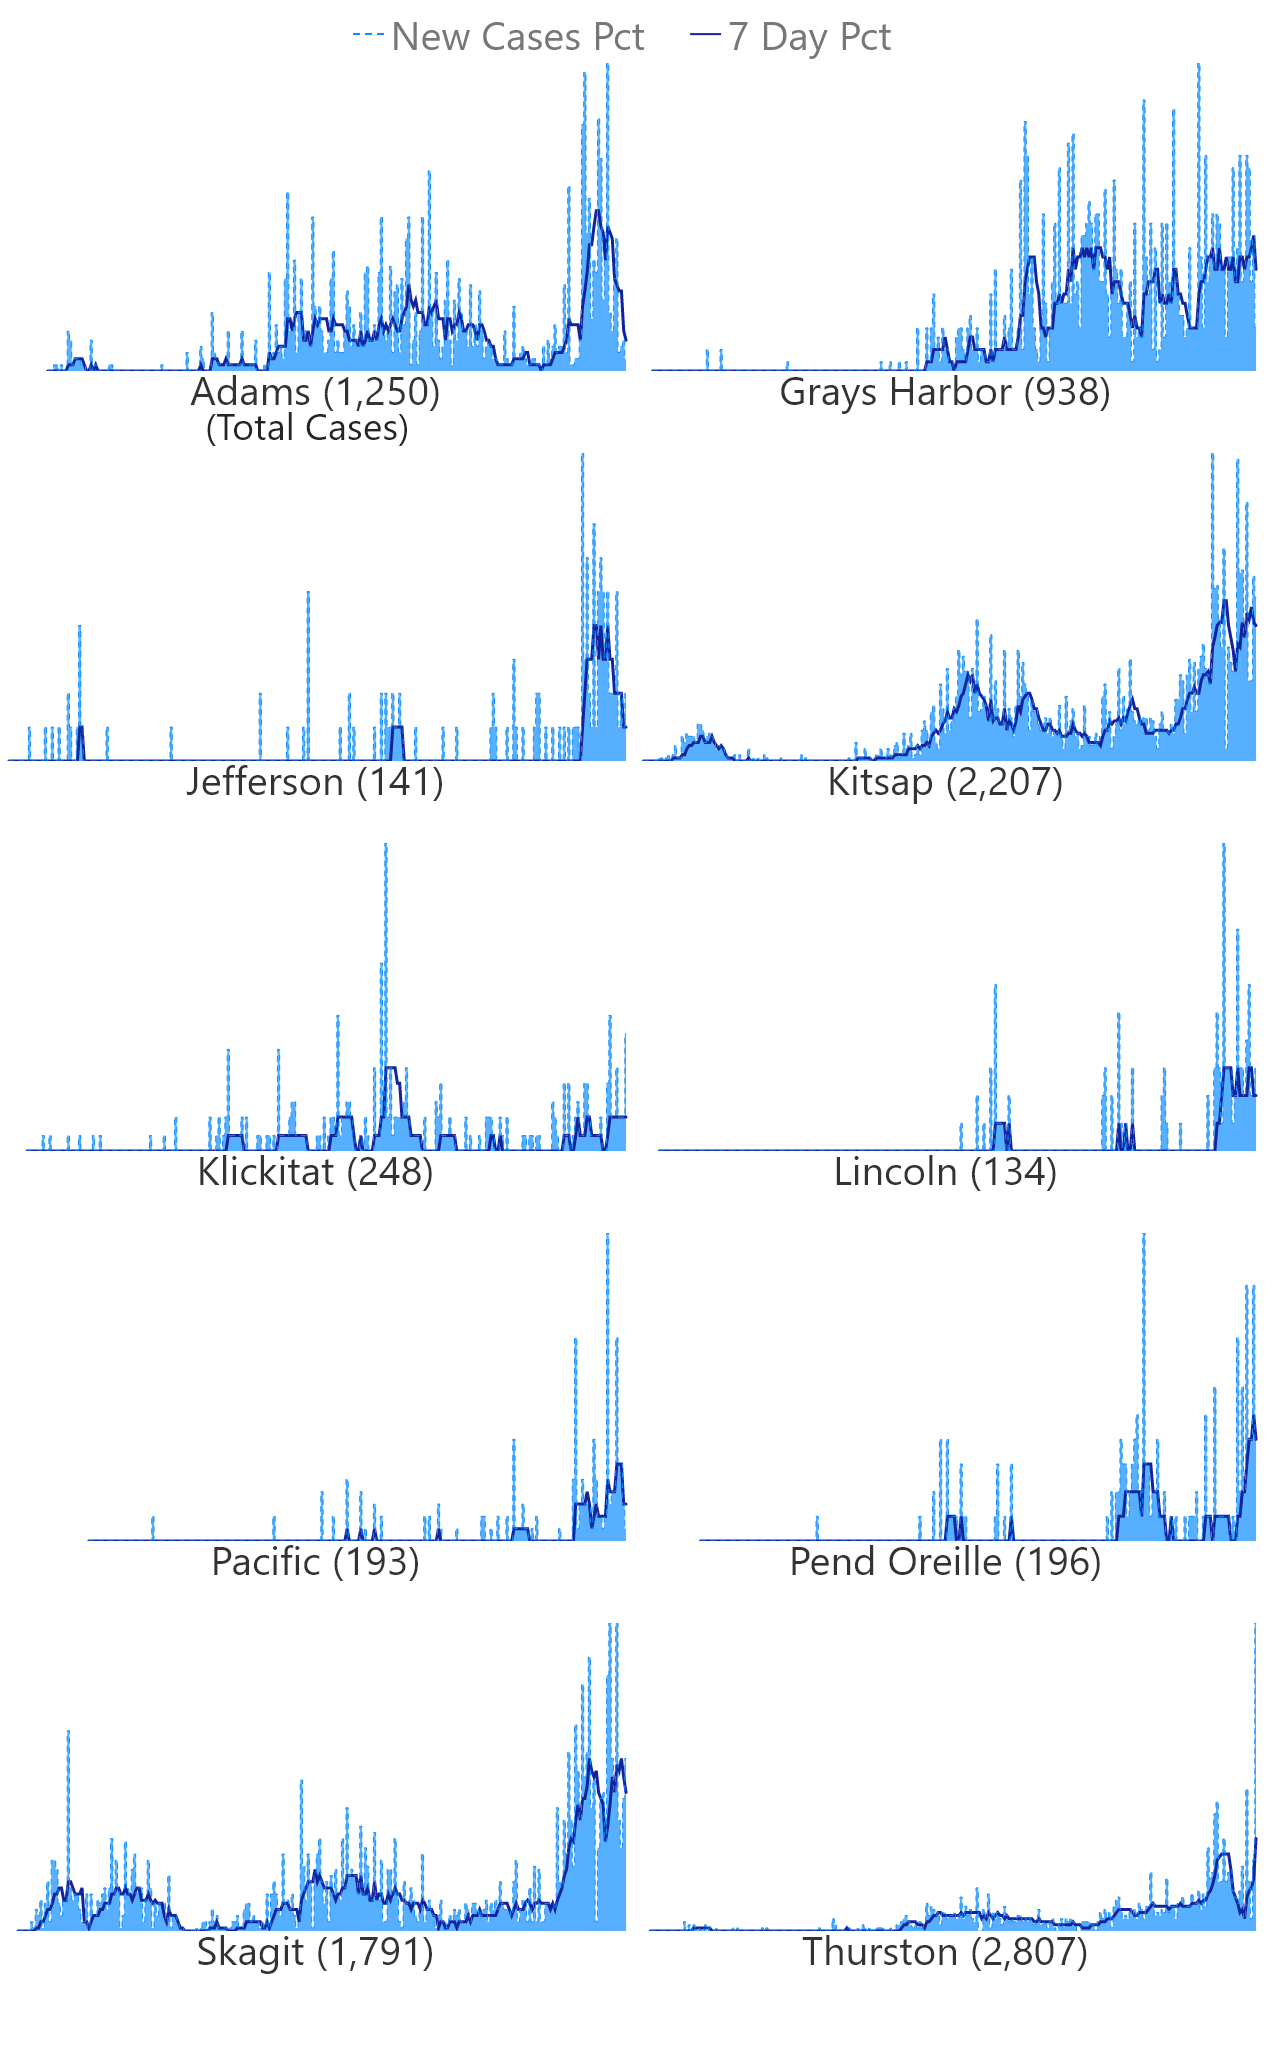 New Cases Pct 7 Day Pct
Adams (1,250) Grays Harbor (938)
(Total Cases)
Jefferson (141) Kitsap (2,207)
Klickitat (248) Lincoln (134)
Pacific (193) Pend Oreille (196)
Skagit (1,791) Thurston (2,807)